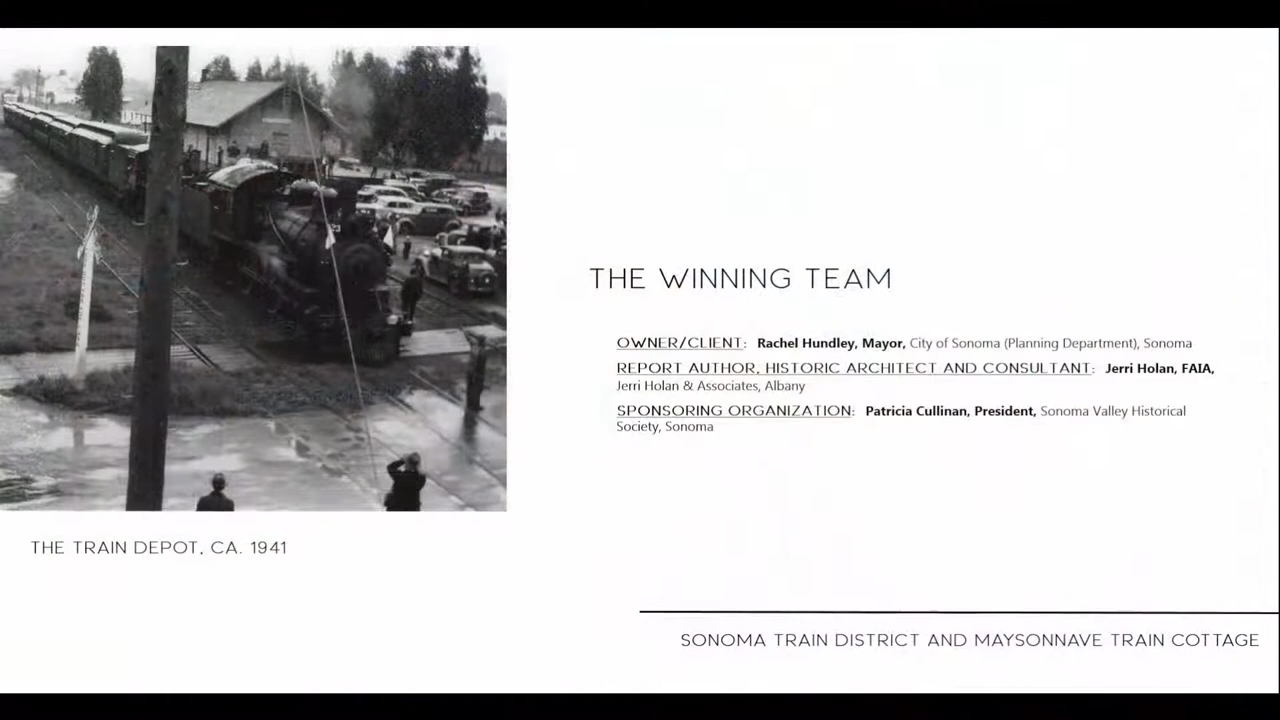 THE WINNING TEAM
OWNER/CLIENT: Rachel Hundley, Mayor, City of Sonoma (Planning Department), Sonoma
REPORT AUTHOR, HISTORIC ARCHITECT AND CONSULTANT: Jerri Holan, FAIA,
Jerri Holan & Associates, Albany
SPONSORING ORGANIZATION: Patricia Cullinan, President, Sonoma Valley Historical
Society, Sonoma
THE TRAIN DEPOT, CA. 1941
SONOMA TRAIN DISTRICT AND MAYSONNAVE TRAIN COTTAGE